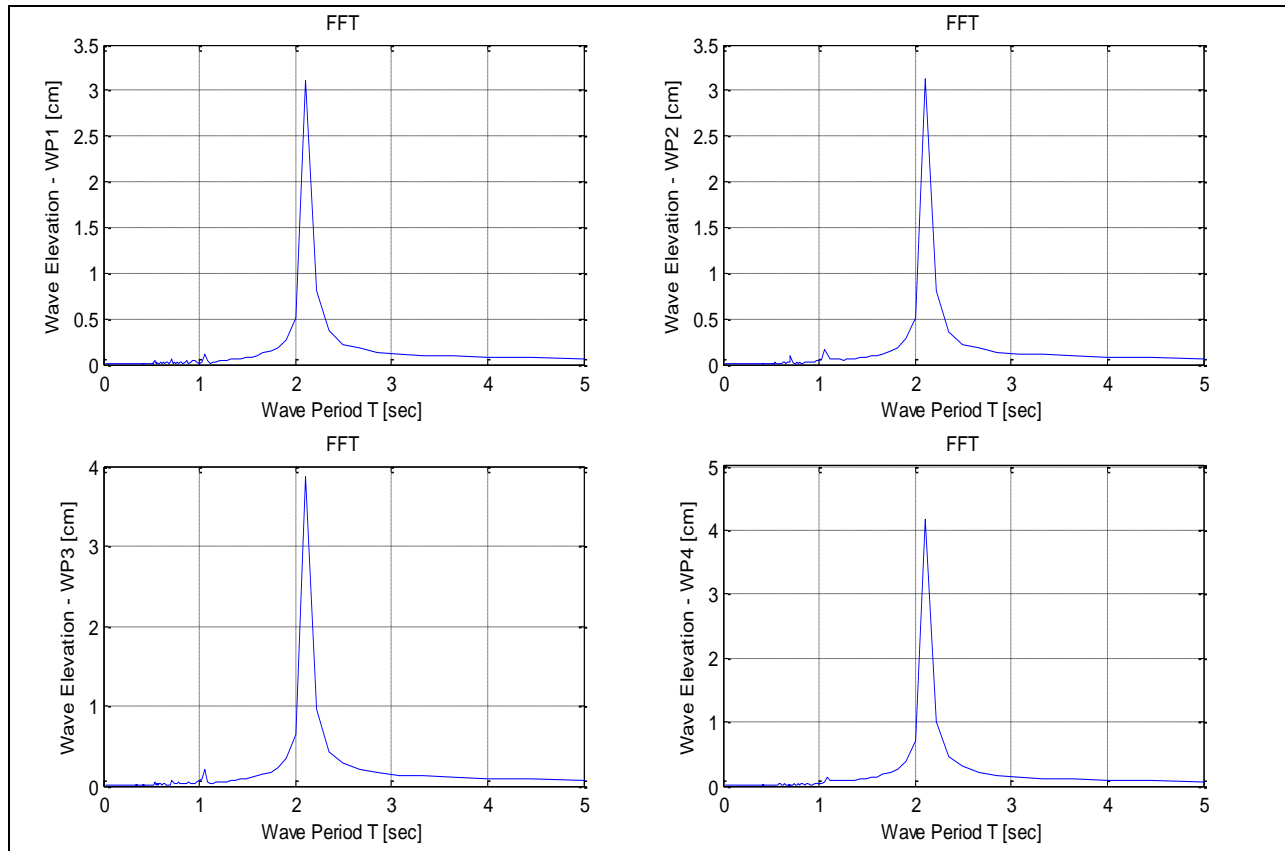 FFT
3.5
3
2.5
2
1.5
1
0.5
0
0 1 2 3 4 5
Wave Elevation - WP1 [cm]
Wave Period T [sec]
FFT
3.5
3
2.5
2
1.5
1
0.5
0
0 1 2 3 4 5
Wave Elevation - WP2 [cm]
Wave Period T [sec]
FFT
4
3
2
1
0
0 1 2 3 4 5
Wave Elevation - WP3 [cm]
Wave Period T [sec]
FFT
5
4
3
2
1
0
0 1 2 3 4 5
Wave Elevation - WP4 [cm]
Wave Period T [sec]